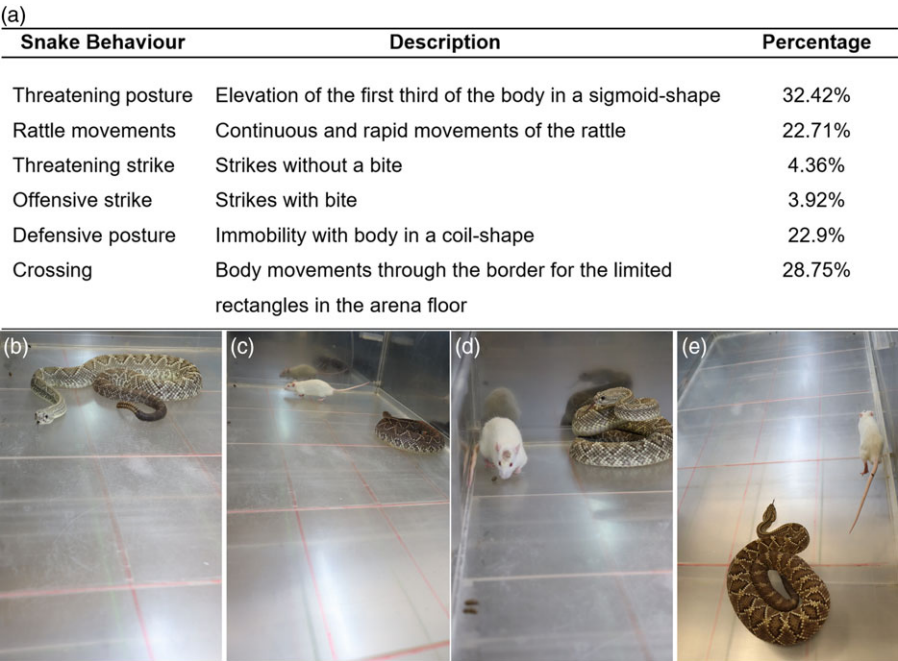 (a)
Snake Behaviour Description Percentage
Threatening posture Elevation of the first third of the body in a sigmoid-shape 32.42%
Rattle movements Continuous and rapid movements of the rattle 22.71%
Threatening strike Strikes without a bite 4.36%
Offensive strike Strikes with bite 3.92%
Defensive posture Immobility with body in a coil-shape 22.9%
Crossing Body movements through the border for the limited 28.75%
rectangles in the arena floor
(b) (c) (d) (e)